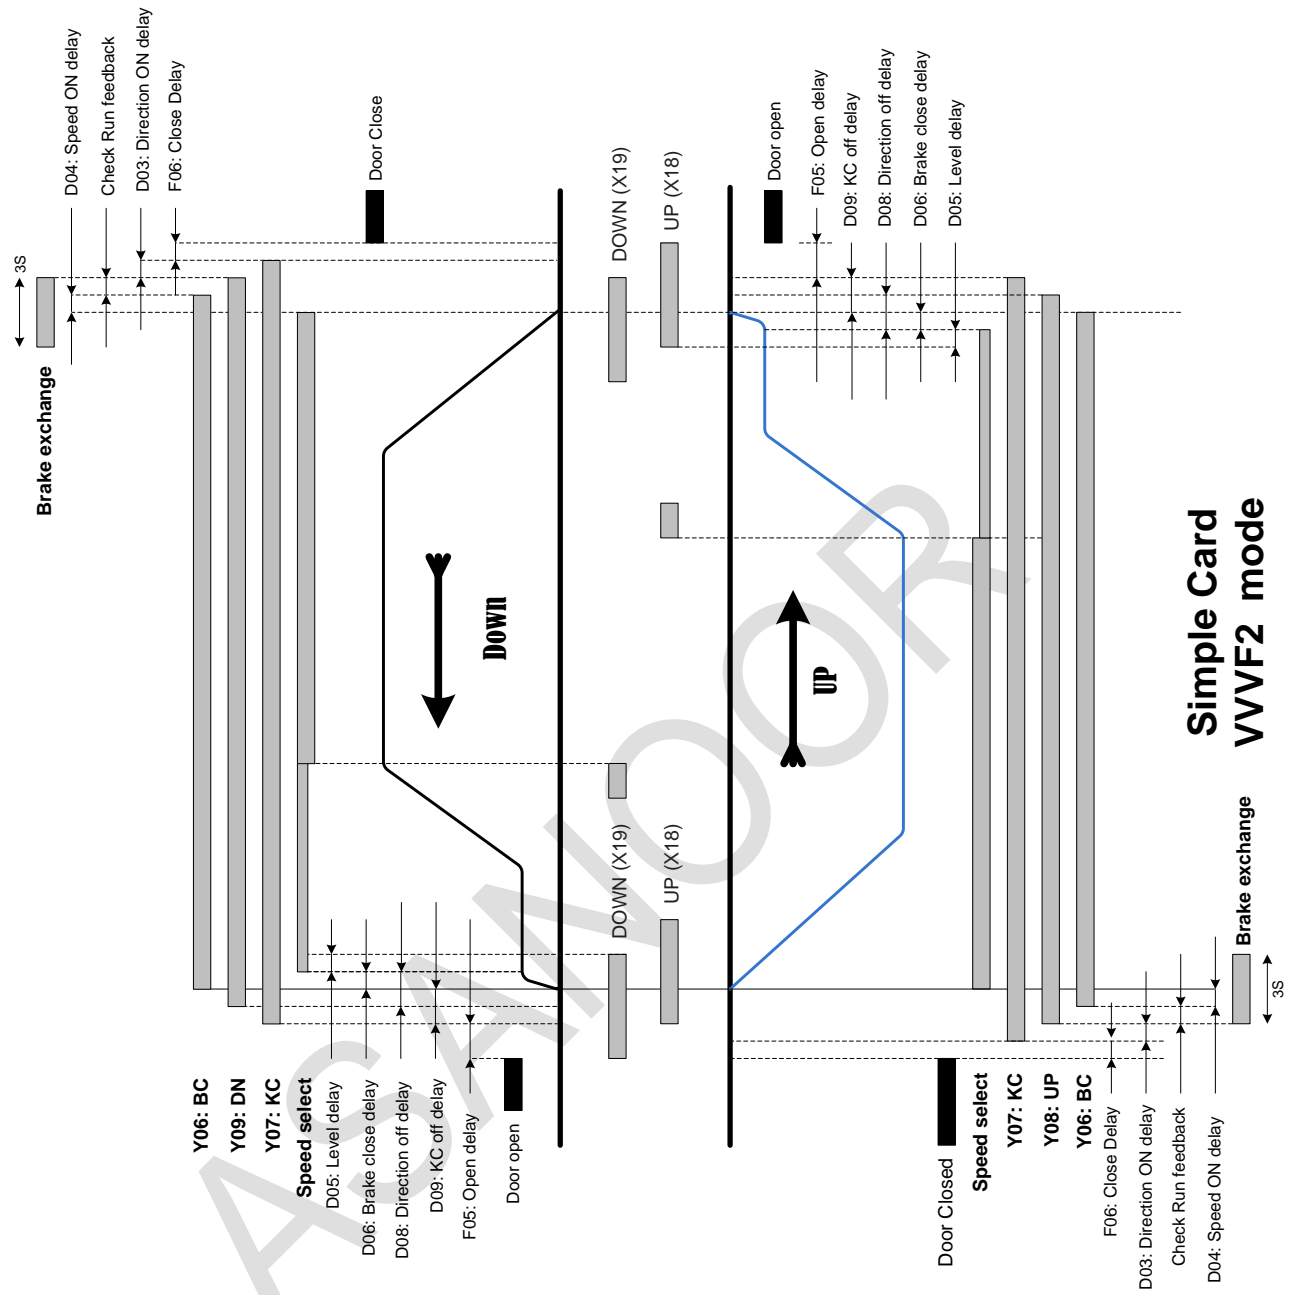 3S
Brake exchange
D04: Speed ON delay
Check Run feedback
D03: Direction ON delay
F06: Close Delay
Door Close
DOWN (X19)
UP (X18)
Door open
F05: Open delay
D09: KC off delay
D08: Direction off delay
D06: Brake close delay
D05: Level delay
Down
UP
Simple Card
VVVF2 mode
DOWN (X19)
UP (X18)
Y06: BC
Y09: DN
Y07: KC
Speed select
D05: Level delay
D06: Brake close delay
D08: Direction off delay
D09: KC off delay
F05: Open delay
Door open
Door Closed
Speed select
Y07: KC
Y08: UP
Y06: BC
F06: Close Delay
D03: Direction ON delay
Check Run feedback
D04: Speed ON delay
Brake exchange
3S
ASANOOR